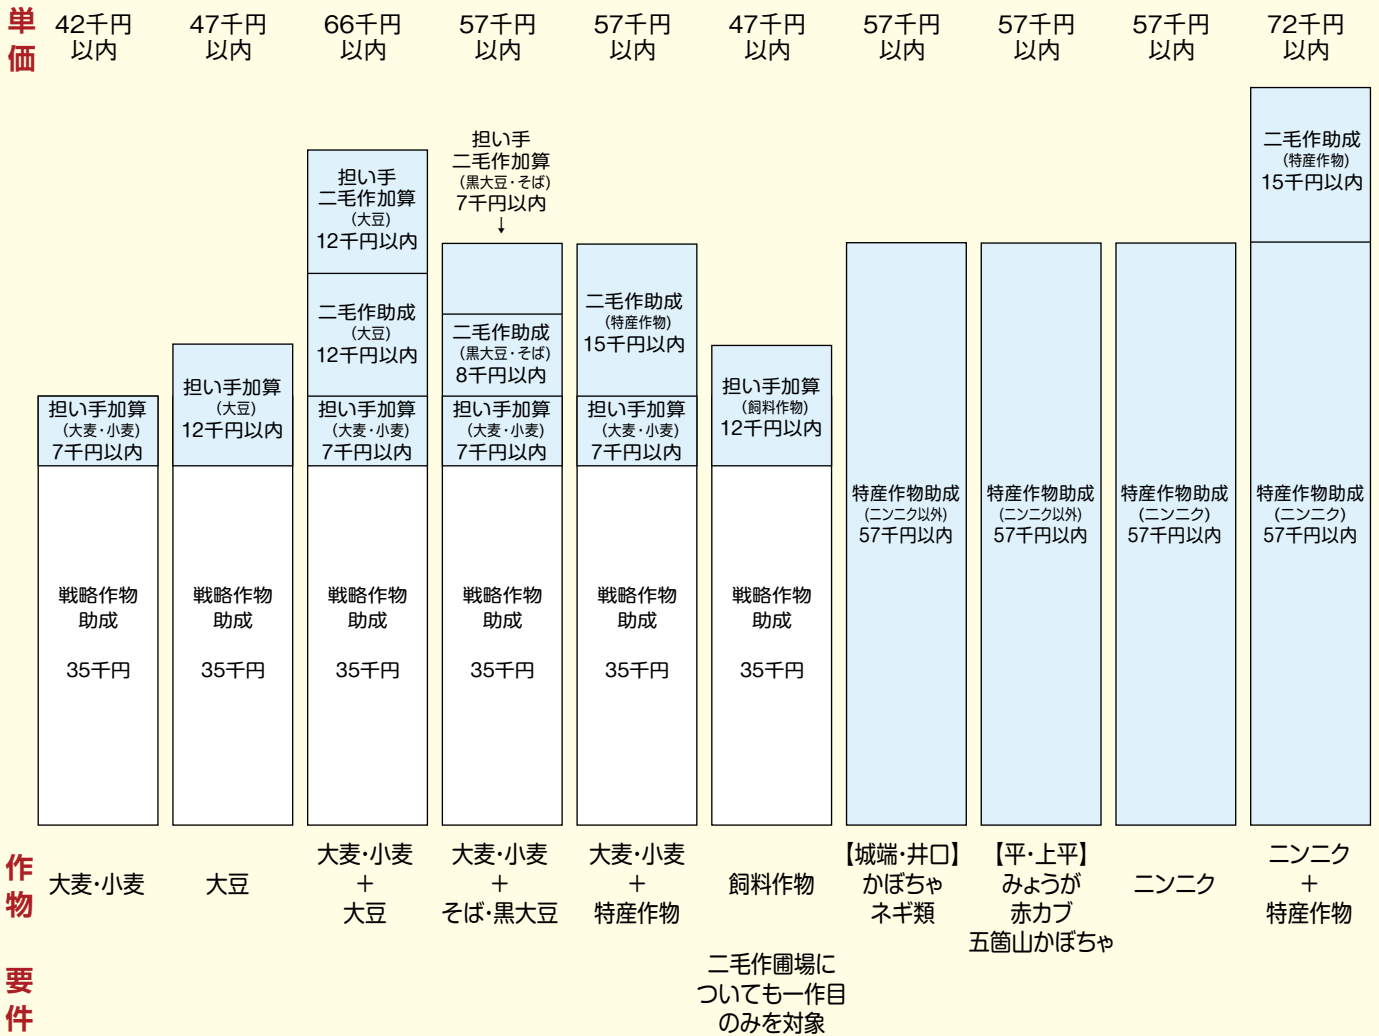 単価
42千円
以内
47千円
以内
66千円
以内
57千円
以内
57千円
以内
47千円
以内
57千円
以内
57千円
以内
57千円
以内
72千円
以内
担い手加算
(大麦・小麦)
7千円以内
戦略作物
助成
35千円
担い手加算
(大豆)
12千円以内
戦略作物
助成
35千円
担い手
二毛作加算
(大豆)
12千円以内
二毛作助成
(大豆)
12千円以内
担い手加算
(大麦・小麦)
7千円以内
戦略作物
助成
35千円
担い手
二毛作加算
(黒大豆・そば)
7千円以内
↓
二毛作助成
(黒大豆・そば)
8千円以内
担い手加算
(大麦・小麦)
7千円以内
戦略作物
助成
35千円
二毛作助成
(特産作物)
15千円以内
担い手加算
(大麦・小麦)
7千円以内
戦略作物
助成
35千円
担い手加算
(飼料作物)
12千円以内
戦略作物
助成
35千円
特産作物助成
(ニンニク以外)
57千円以内
特産作物助成
(ニンニク以外)
57千円以内
特産作物助成
(ニンニク)
57千円以内
二毛作助成
(特産作物)
15千円以内
特産作物助成
(ニンニク)
57千円以内
作物
大麦・小麦
大豆
大麦・小麦
+
大豆
大麦・小麦
+
そば・黒大豆
大麦・小麦
+
特産作物
飼料作物
【城端・井口】
かぼちゃ
ネギ類
【平・上平】
みょうが
赤カブ
五箇山かぼちゃ
ニンニク
ニンニク
+
特産作物
要件
二毛作圃場に
ついても一作目
のみを対象